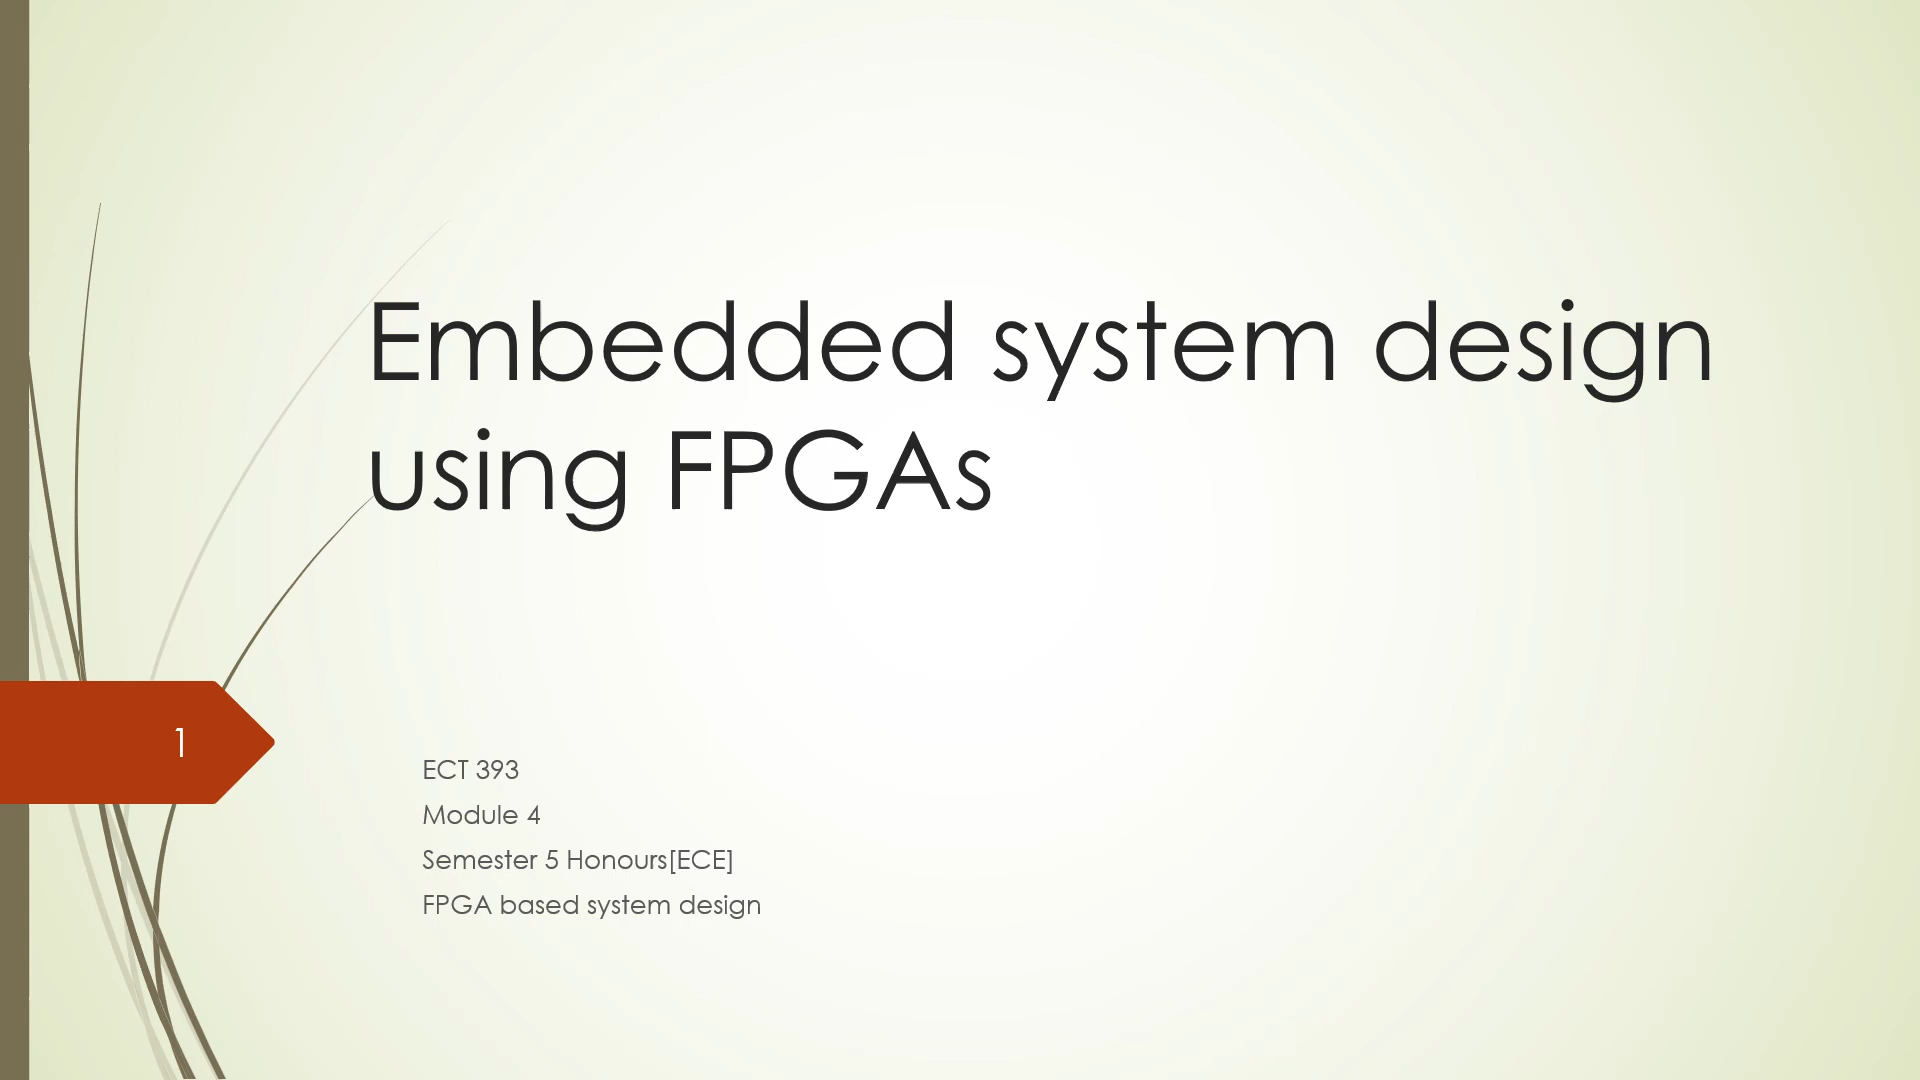 Embedded system design
using FPGAs
1
ECT 393
Module 4
Semester 5 Honours[ECE]
FPGA based system design